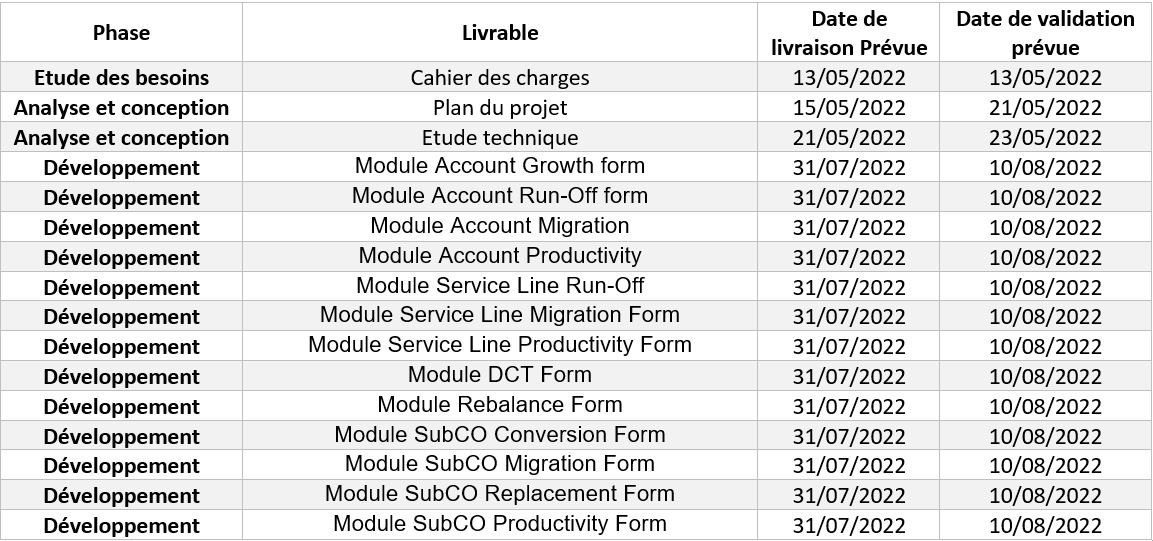 Phase Livrable Date de livraison Prévue Date de validation prévue
Etude des besoins Cahier des charges 13/05/2022 13/05/2022
Analyse et conception Plan du projet 15/05/2022 21/05/2022
Analyse et conception Etude technique 21/05/2022 23/05/2022
Développement Module Account Growth form 31/07/2022 10/08/2022
Développement Module Account Run-Off form 31/07/2022 10/08/2022
Développement Module Account Migration 31/07/2022 10/08/2022
Développement Module Account Productivity 31/07/2022 10/08/2022
Développement Module Service Line Run-Off 31/07/2022 10/08/2022
Développement Module Service Line Migration Form 31/07/2022 10/08/2022
Développement Module Service Line Productivity Form 31/07/2022 10/08/2022
Développement Module DCT Form 31/07/2022 10/08/2022
Développement Module Rebalance Form 31/07/2022 10/08/2022
Développement Module SubCO Conversion Form 31/07/2022 10/08/2022
Développement Module SubCO Migration Form 31/07/2022 10/08/2022
Développement Module SubCO Replacement Form 31/07/2022 10/08/2022
Développement Module SubCO Productivity Form 31/07/2022 10/08/2022